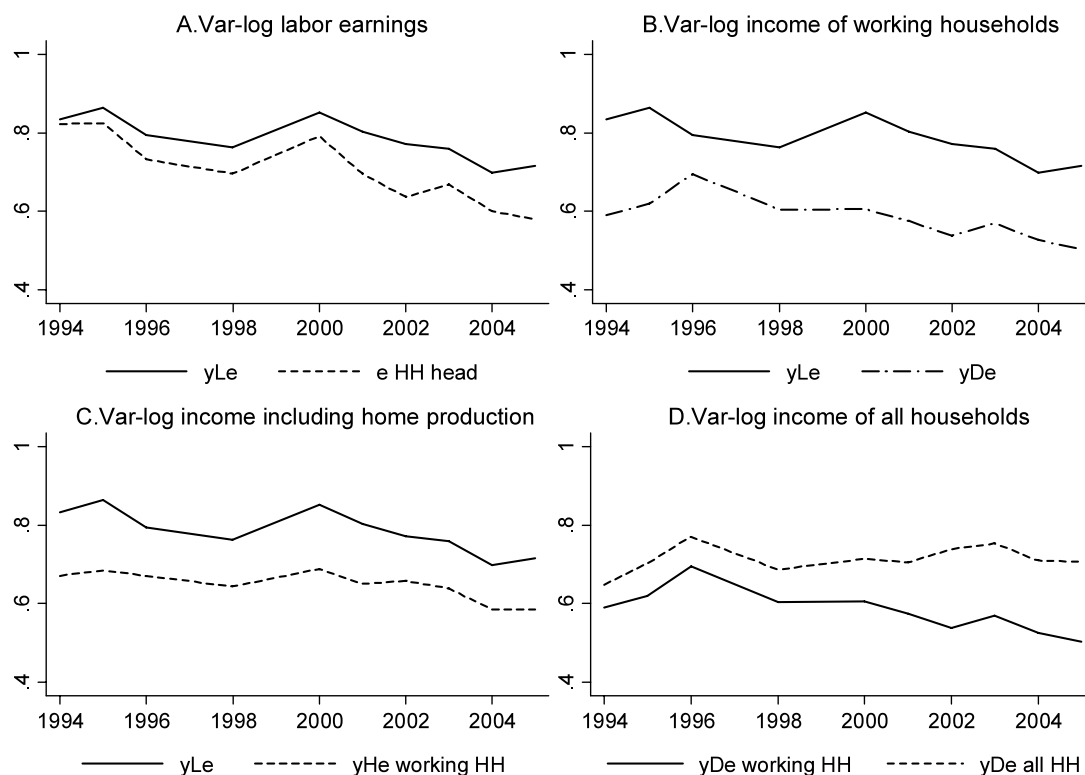 A.Var-log labor earnings
1
.8
.6
.4
1994 1996 1998 2000 2002 2004
yLe e HH head
B.Var-log income of working households
1
.8
.6
.4
1994 1996 1998 2000 2002 2004
yLe yDe
C.Var-log income including home production
1
.8
.6
.4
1994 1996 1998 2000 2002 2004
yLe yHe working HH
D.Var-log income of all households
1
.8
.6
.4
1994 1996 1998 2000 2002 2004
yDe working HH yDe all HH